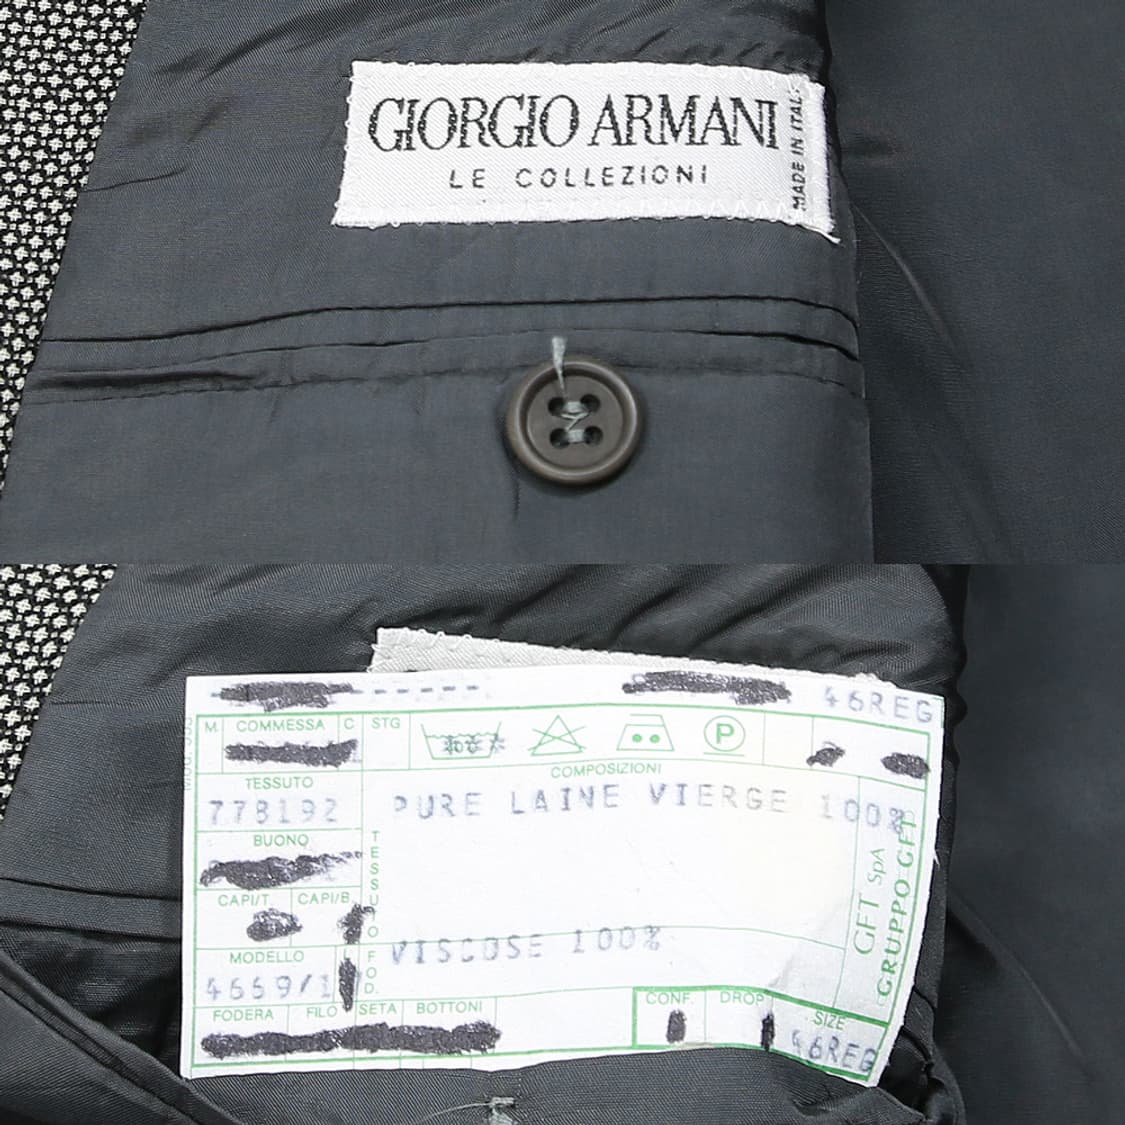 GIORGIO ARMANI
LE COLLEZIONI
MADE IN ITALY
46REG
M COMMESSA C STG
P
COMPOSIZIONI
TESSUTO
778192
PURE LAINE VIERGE 100%
BUONO
TESSUTO
CAPI/T. CAPI/B.
GFT SpA
GRUPPO GFT
VISCOSE 100%
MODELLO
FOD.
4669/1
FODERA FILO SETA BOTTONI
CONF. DROP
SIZE
46REG